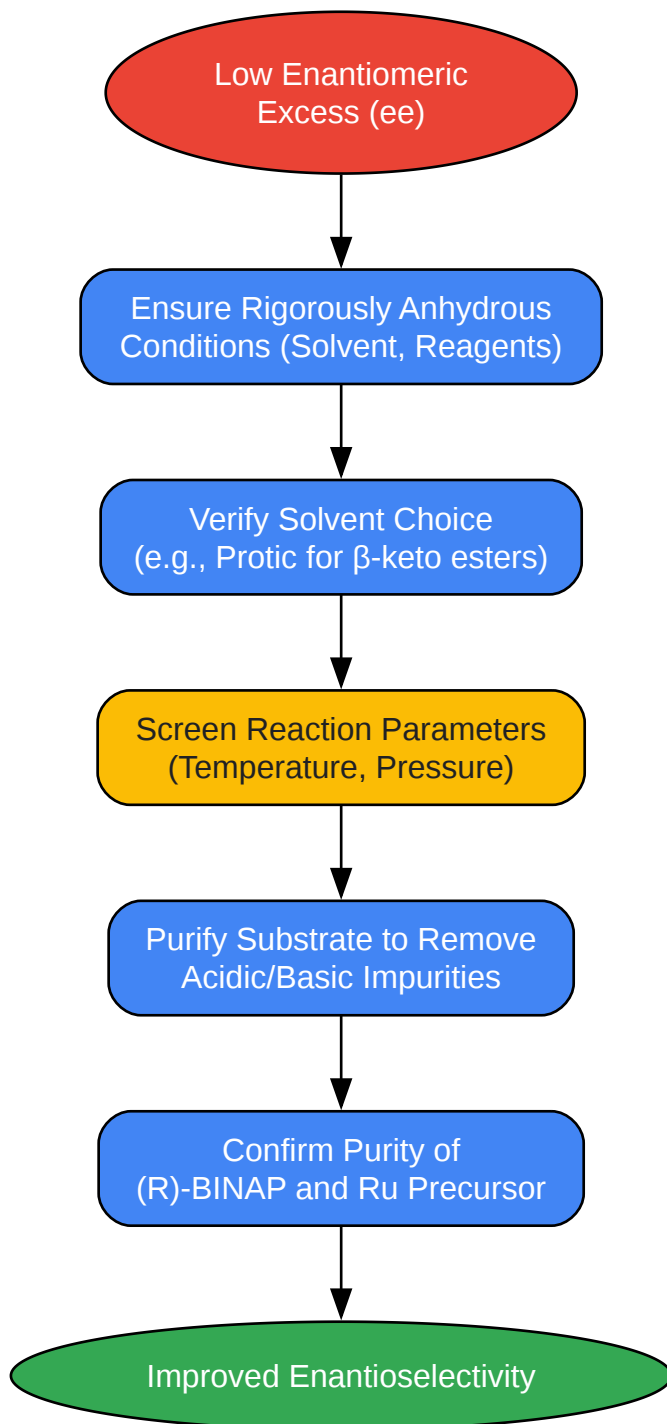 Low Enantiomeric
Excess (ee)
Ensure Rigorously Anhydrous
Conditions (Solvent, Reagents)
Verify Solvent Choice
(e.g., Protic for β-keto esters)
Screen Reaction Parameters
(Temperature, Pressure)
Purify Substrate to Remove
Acidic/Basic Impurities
Confirm Purity of
(R)-BINAP and Ru Precursor
Improved Enantioselectivity